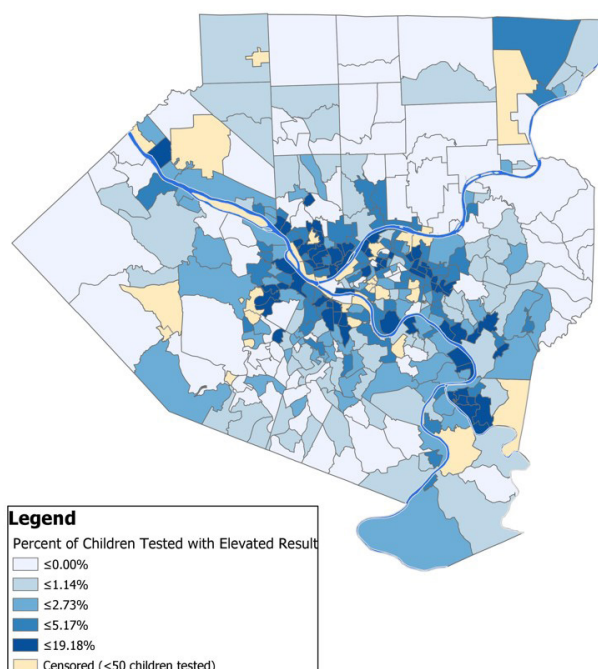 Legend
Percent of Children Tested with Elevated Result
≤0.00%
≤1.14%
≤2.73%
≤5.17%
≤19.18%
Censored (<50 children tested)